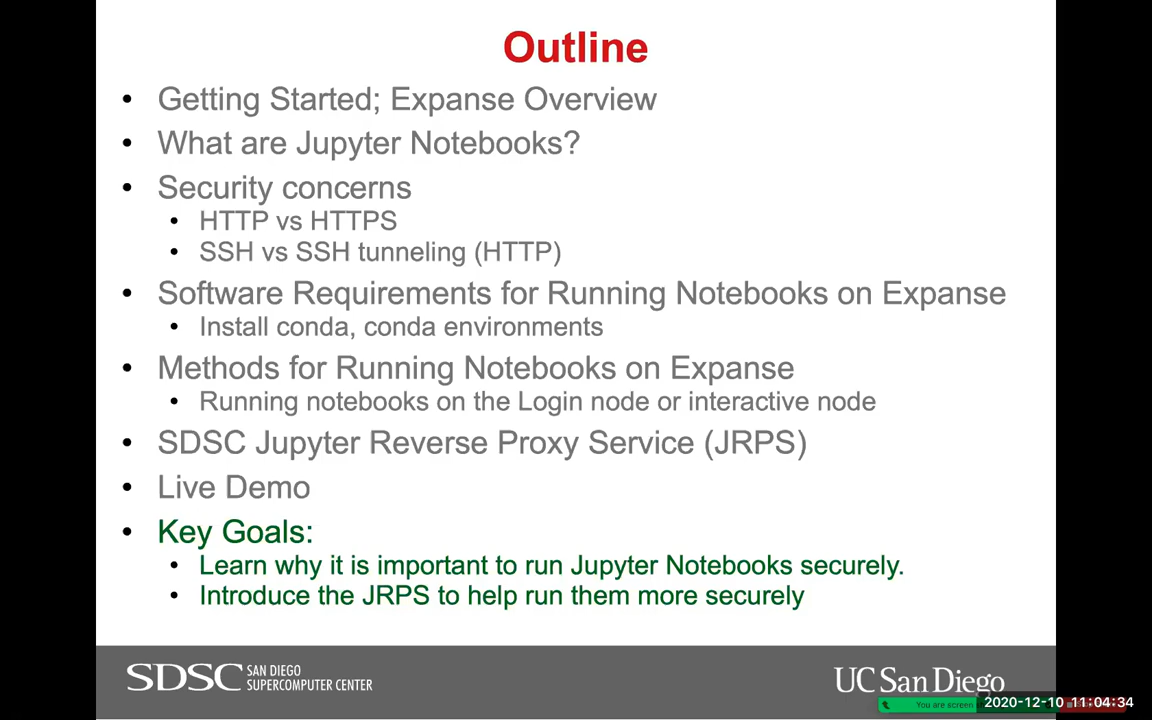 Outline
• Getting Started; Expanse Overview
• What are Jupyter Notebooks?
• Security concerns
• HTTP vs HTTPS
• SSH vs SSH tunneling (HTTP)
• Software Requirements for Running Notebooks on Expanse
• Install conda, conda environments
• Methods for Running Notebooks on Expanse
• Running notebooks on the Login node or interactive node
• SDSC Jupyter Reverse Proxy Service (JRPS)
• Live Demo
• Key Goals:
• Learn why it is important to run Jupyter Notebooks securely.
• Introduce the JRPS to help run them more securely
SDSC SAN DIEGO
SUPERCOMPUTER CENTER
UC San Diego
You are screen
2020-12-10 11:04:34